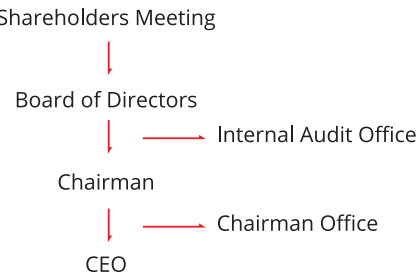 Shareholders Meeting
Board of Directors
Internal Audit Office
Chairman
Chairman Office
CEO